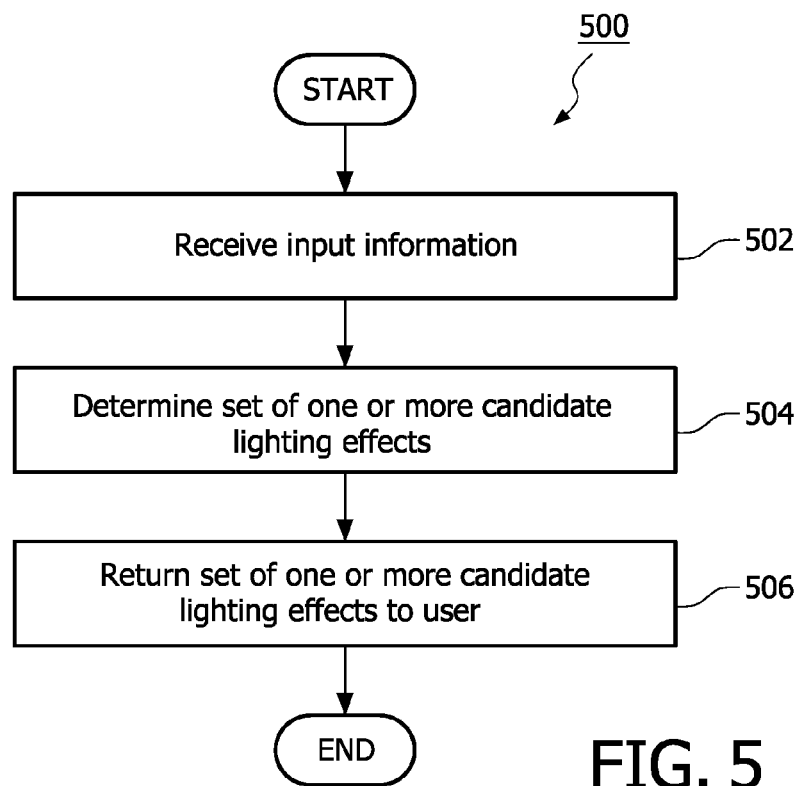 500
START
Receive input information
502
Determine set of one or more candidate
lighting effects
504
Return set of one or more candidate
lighting effects to user
506
END
FIG. 5